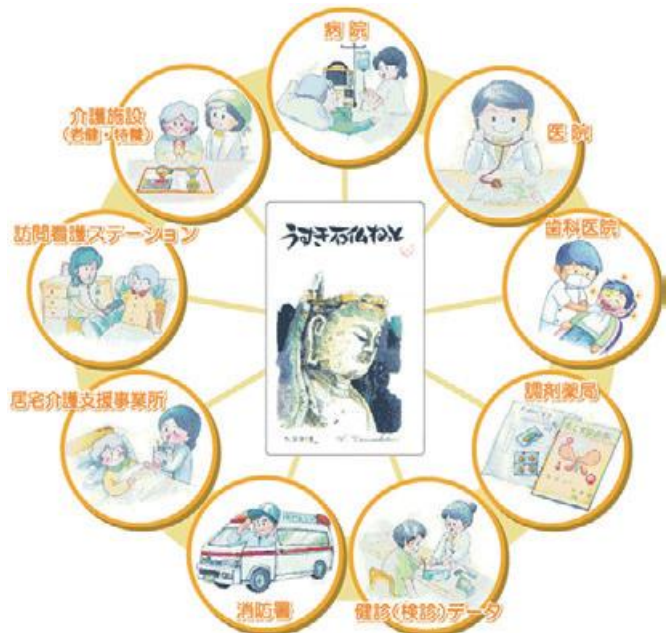 病院
医院
歯科医院
調剤薬局
健診(検診)データ
消防署
居宅介護支援事業所
訪問看護ステーション
介護施設
(老健・特養)
うすき石仏ねっと